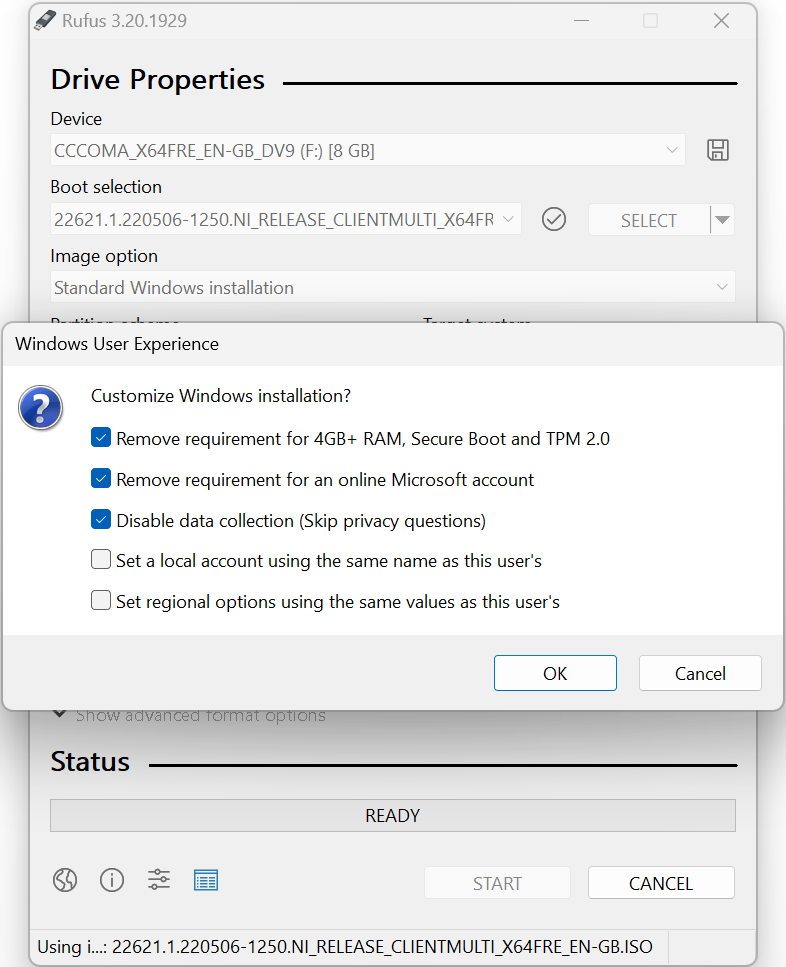 Rufus 3.20.1929
Drive Properties
Device
CCCOMA_X64FRE_EN-GB_DV9 (F:) [8 GB]
Boot selection
22621.1.220506-1250.NI_RELEASE_CLIENTMULTI_X64FR
SELECT
Image option
Standard Windows installation
Partition scheme
Target system
Windows User Experience
Customize Windows installation?
Remove requirement for 4GB+ RAM, Secure Boot and TPM 2.0
Remove requirement for an online Microsoft account
Disable data collection (Skip privacy questions)
Set a local account using the same name as this user's
Set regional options using the same values as this user's
OK
Cancel
Show advanced format options
Status
READY
START
CANCEL
Using i...: 22621.1.220506-1250.NI_RELEASE_CLIENTMULTI_X64FRE_EN-GB.ISO